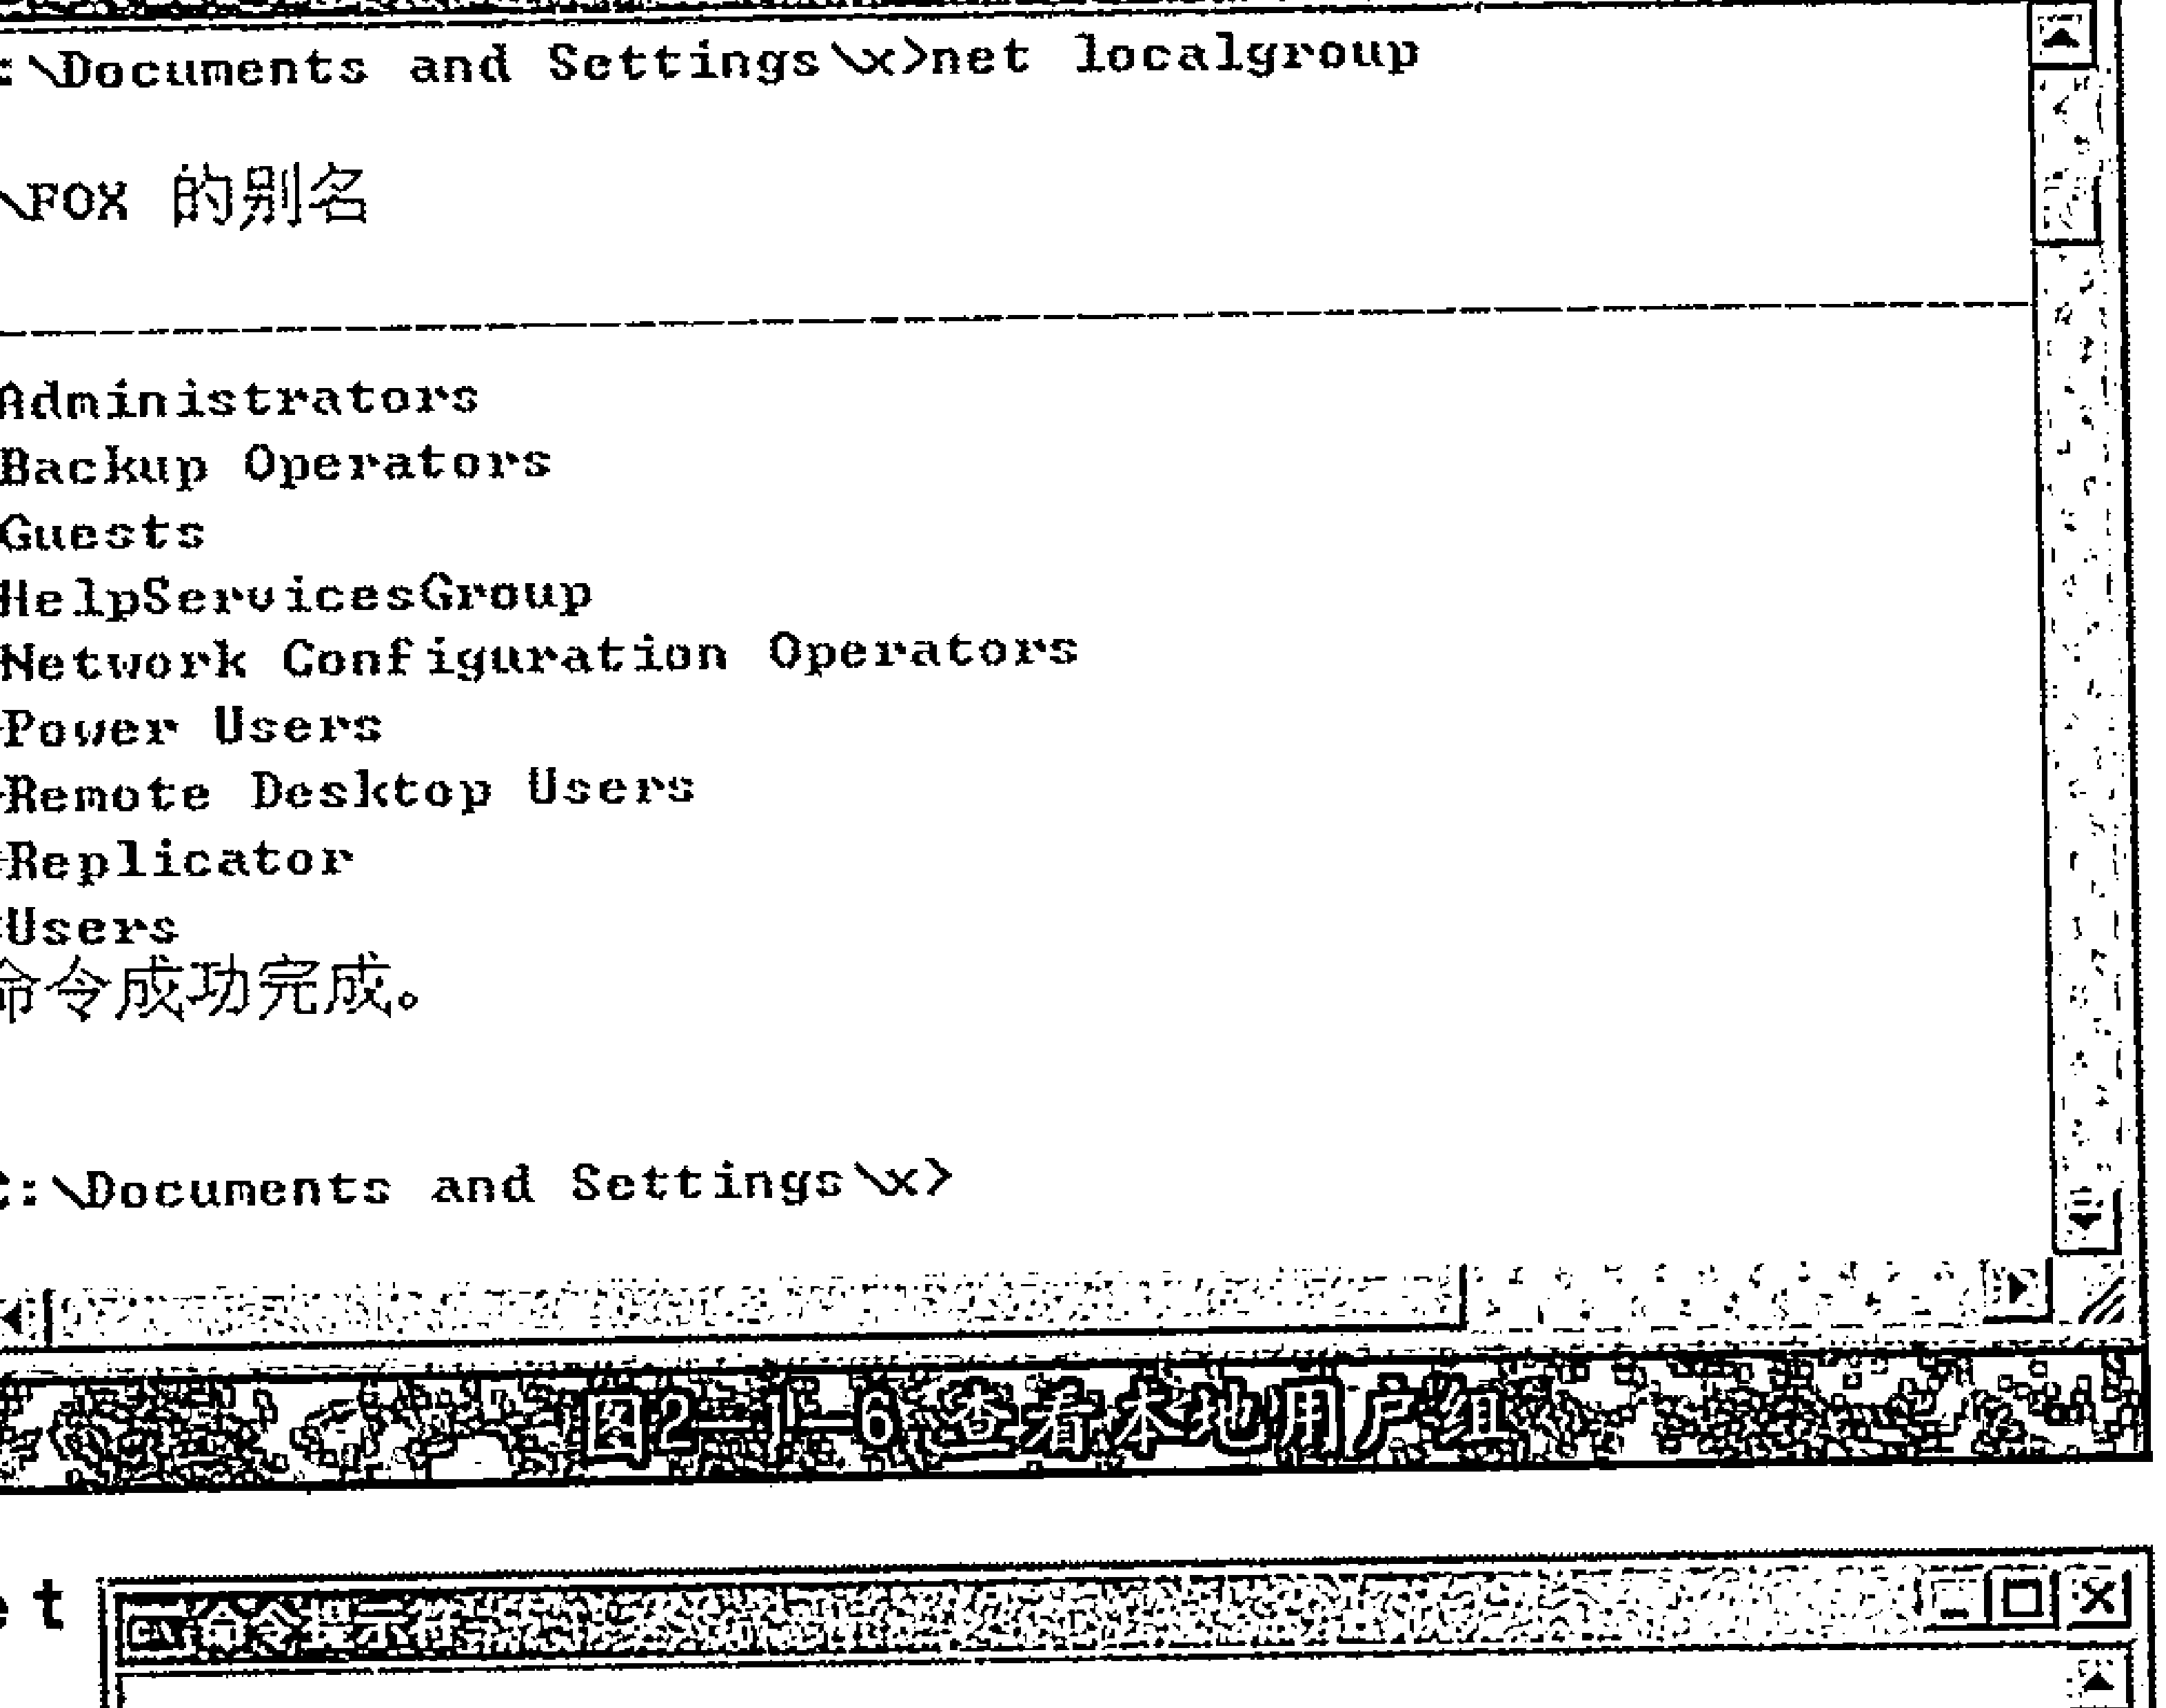 :\Documents and Settings\x>net localgroup
\FOX 的别名
Administrators
Backup Operators
Guests
HelpServicesGroup
Network Configuration Operators
Power Users
Remote Desktop Users
Replicator
Users
命令成功完成。
C:\Documents and Settings\x>
图2—1—6 查看本地用户组
et
命令提示符